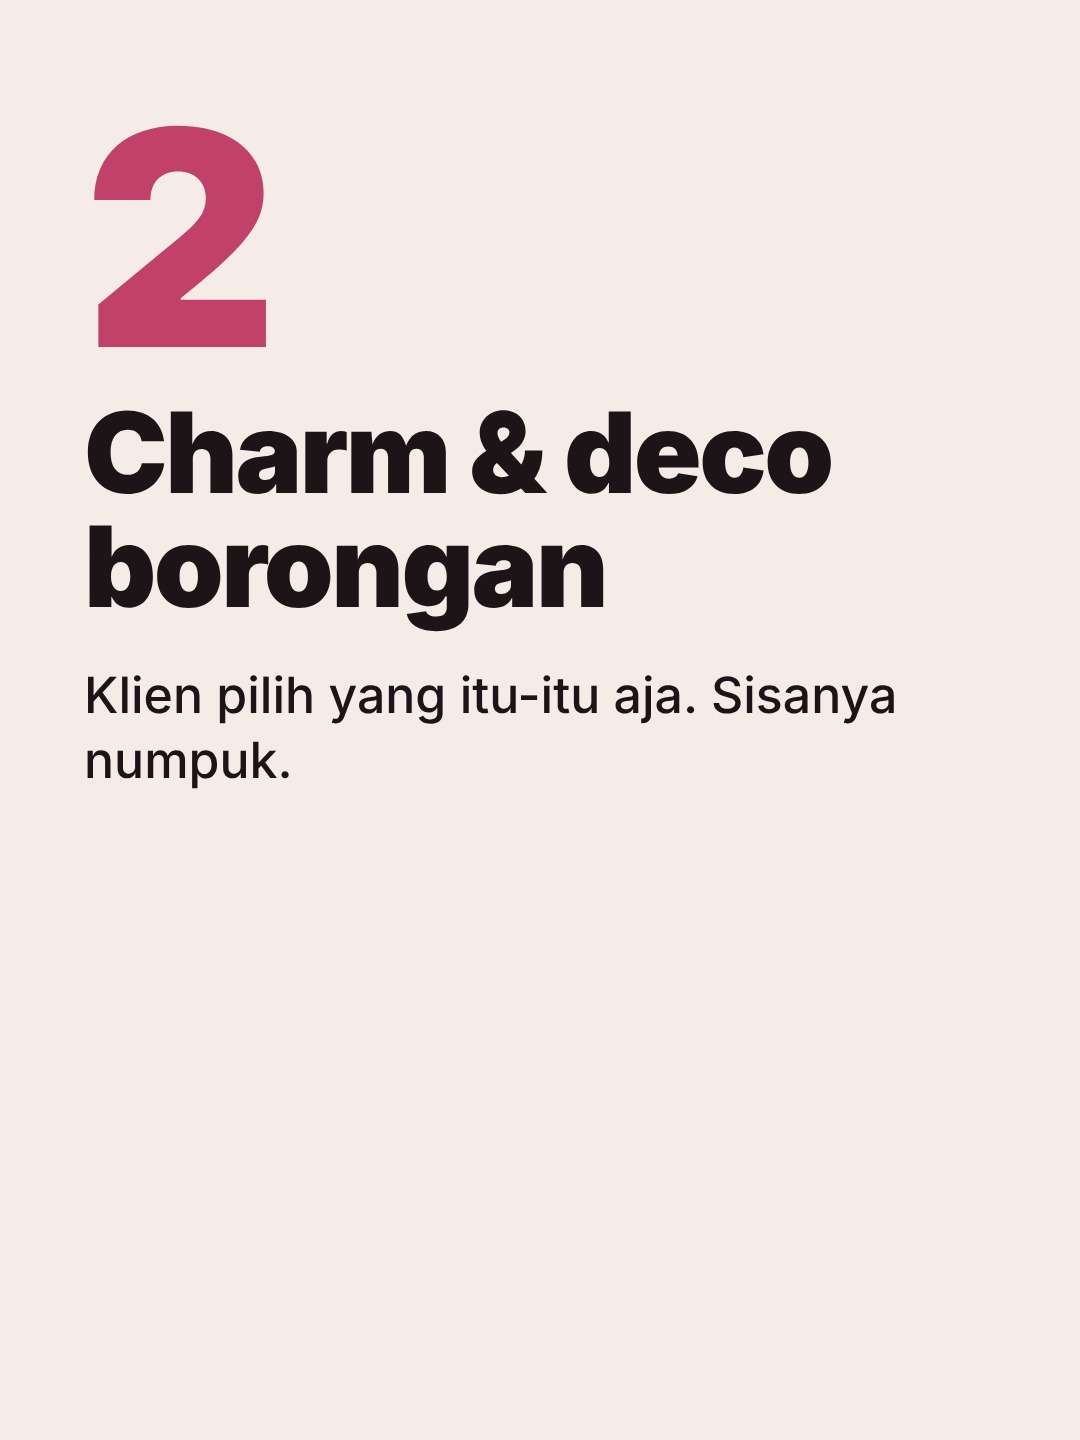 2
Charm & deco
borongan
Klien pilih yang itu-itu aja. Sisanya
numpuk.